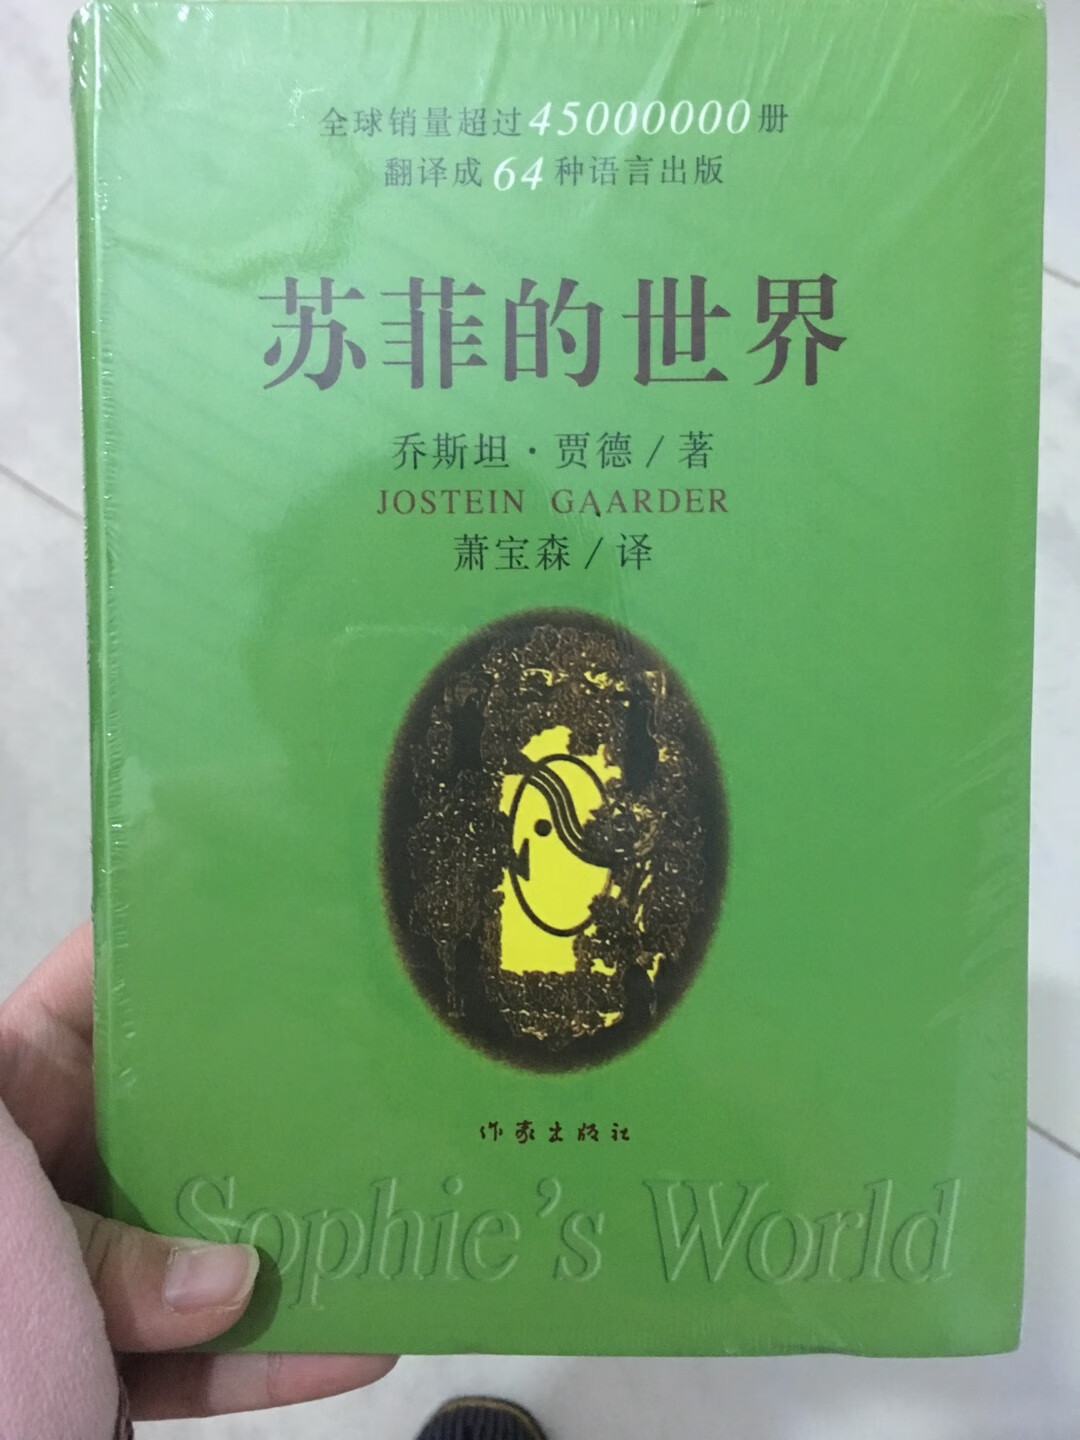 全球销量超过45000000册
翻译成64种语言出版
苏菲的世界
乔斯坦·贾德/著
JOSTEIN GAARDER
萧宝森/译
作家出版社
Sophie's World